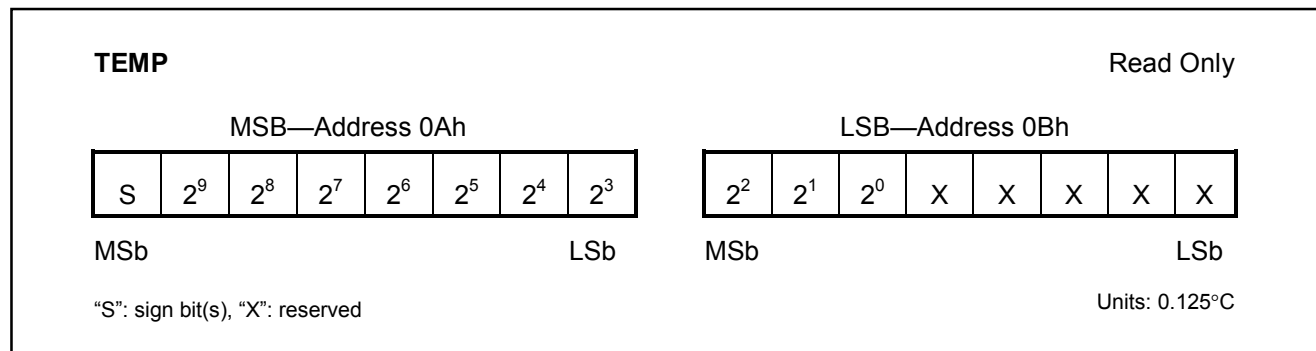 TEMP Read Only
MSB—Address 0Ah LSB—Address 0Bh
S 2⁹ 2⁸ 2⁷ 2⁶ 2⁵ 2⁴ 2³ 2² 2¹ 2⁰ X X X X X
MSb LSb MSb LSb
“S”: sign bit(s), “X”: reserved Units: 0.125°C